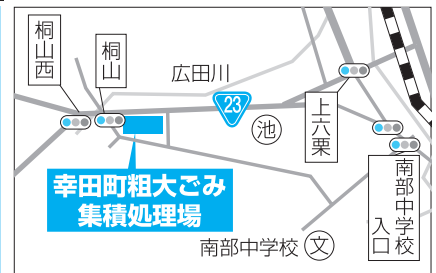 桐山西
桐山
広田川
23
池
上六栗
幸田町粗大ごみ
集積処理場
南部中学校
入口
南部中学校
文